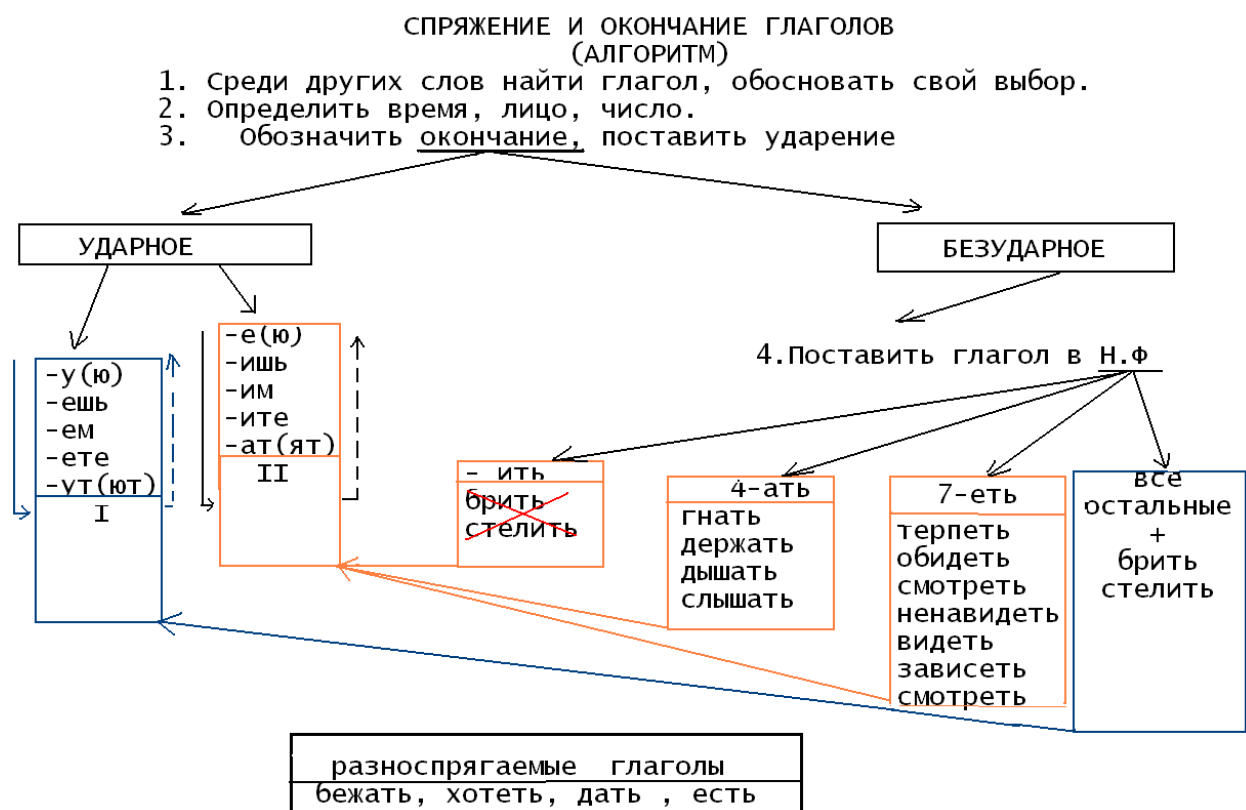 СПРЯЖЕНИЕ И ОКОНЧАНИЕ ГЛАГОЛОВ
(АЛГОРИТМ)
1. Среди других слов найти глагол, обосновать свой выбор.
2. Определить время, лицо, число.
3. Обозначить окончание, поставить ударение
УДАРНОЕ
-у(ю)
-ешь
-ем
-ете
-ут(ют)
I
-е(ю)
-ишь
-им
-ите
-ат(ят)
II
БЕЗУДАРНОЕ
4.Поставить глагол в Н.Ф
- ить
брить
стелить
4-ать
гнать
держать
дышать
слышать
7-еть
терпеть
обидеть
смотреть
ненавидеть
видеть
зависеть
смотреть
все
остальные
+
брить
стелить
разноспрягаемые глаголы
бежать, хотеть, дать , есть